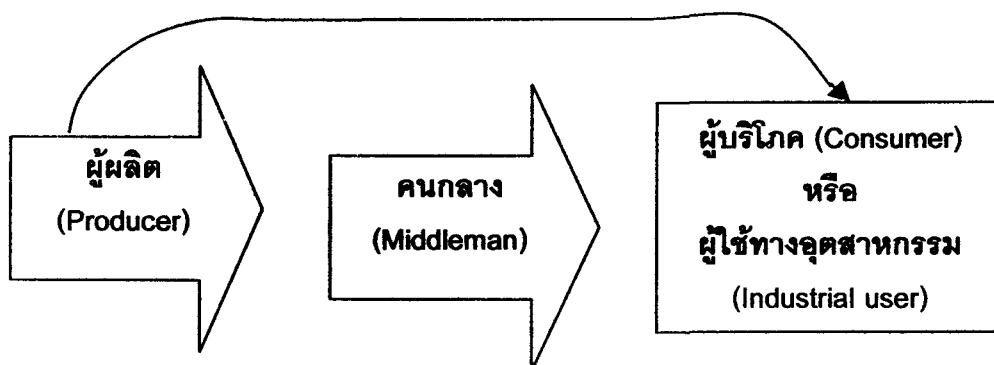 ผู้ผลิต
(Producer)
คนกลาง
(Middleman)
ผู้บริโภค (Consumer)
หรือ
ผู้ใช้ทางอุตสาหกรรม
(Industrial user)